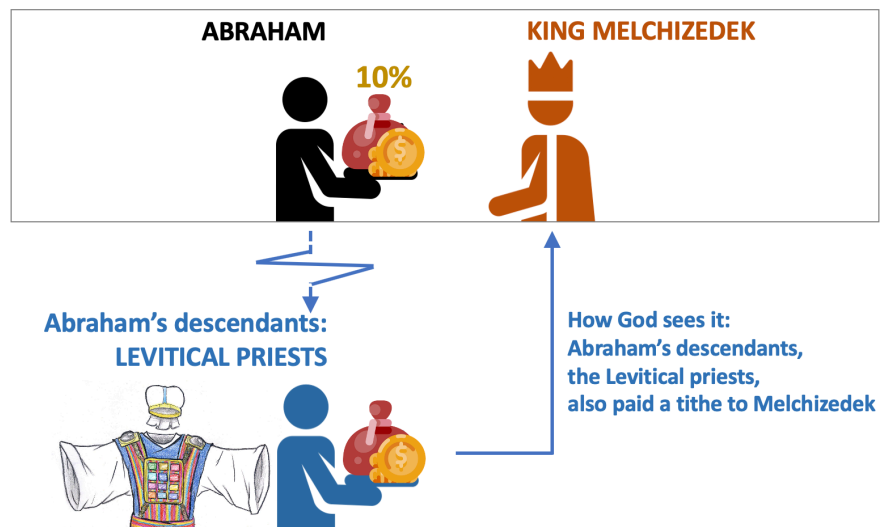 ABRAHAM
KING MELCHIZEDEK
10%
$
Abraham's descendants:
LEVITICAL PRIESTS
How God sees it:
Abraham's descendants,
the Levitical priests,
also paid a tithe to Melchizedek
$